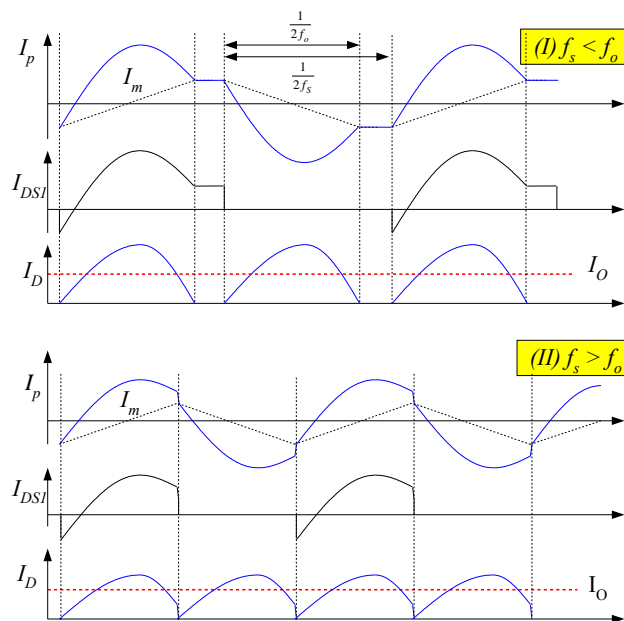 I_p
I_m
1/(2f_o)
1/(2f_s)
(I) f_s < f_o
I_DS1
I_D
I_O
(II) f_s > f_o
I_p
I_m
I_DS1
I_D
I_O